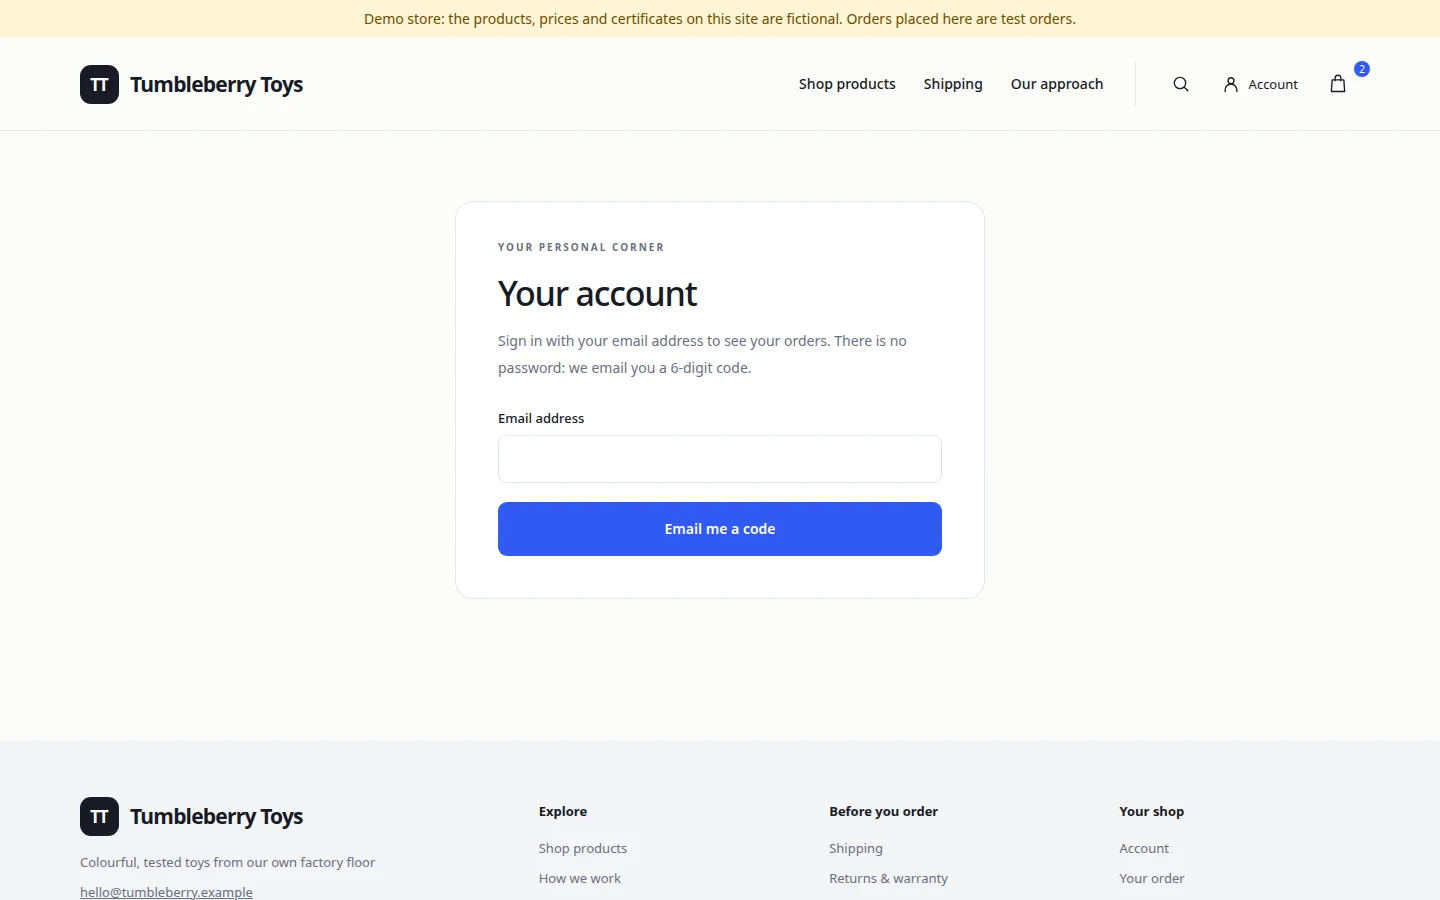 Demo store: the products, prices and certificates on this site are fictional. Orders placed here are test orders.
TT Tumbleberry Toys
Shop products Shipping Our approach Account 2
YOUR PERSONAL CORNER
Your account
Sign in with your email address to see your orders. There is no
password: we email you a 6-digit code.
Email address
Email me a code
TT Tumbleberry Toys
Colourful, tested toys from our own factory floor
hello@tumbleberry.example
Explore
Shop products
How we work
Before you order
Shipping
Returns & warranty
Your shop
Account
Your order